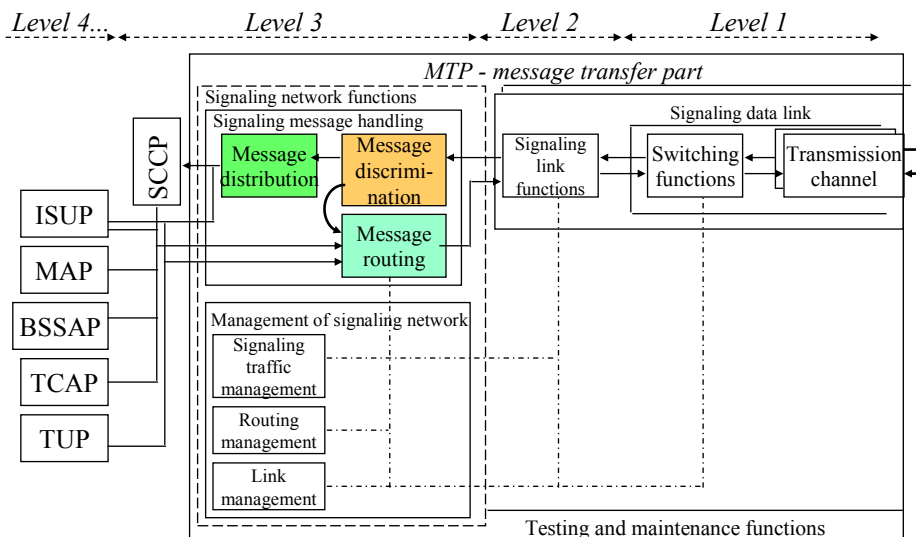 Level 4...
Level 3
Level 2
Level 1
MTP - message transfer part
Signaling network functions
Signaling message handling
Signaling data link
SCCP
Message
distribution
Message
discrimi-
nation
Signaling
link
functions
Switching
functions
Transmission
channel
ISUP
Message
routing
MAP
BSSAP
TCAP
TUP
Management of signaling network
Signaling
traffic
management
Routing
management
Link
management
Testing and maintenance functions